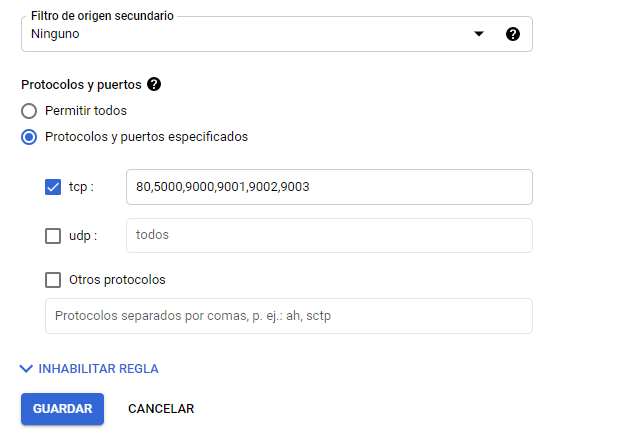 Filtro de origen secundario
Ninguno
Protocolos y puertos
Permitir todos
Protocolos y puertos especificados
tcp : 80,5000,9000,9001,9002,9003
udp : todos
Otros protocolos
Protocolos separados por comas, p. ej.: ah, sctp
INHABILITAR REGLA
GUARDAR CANCELAR